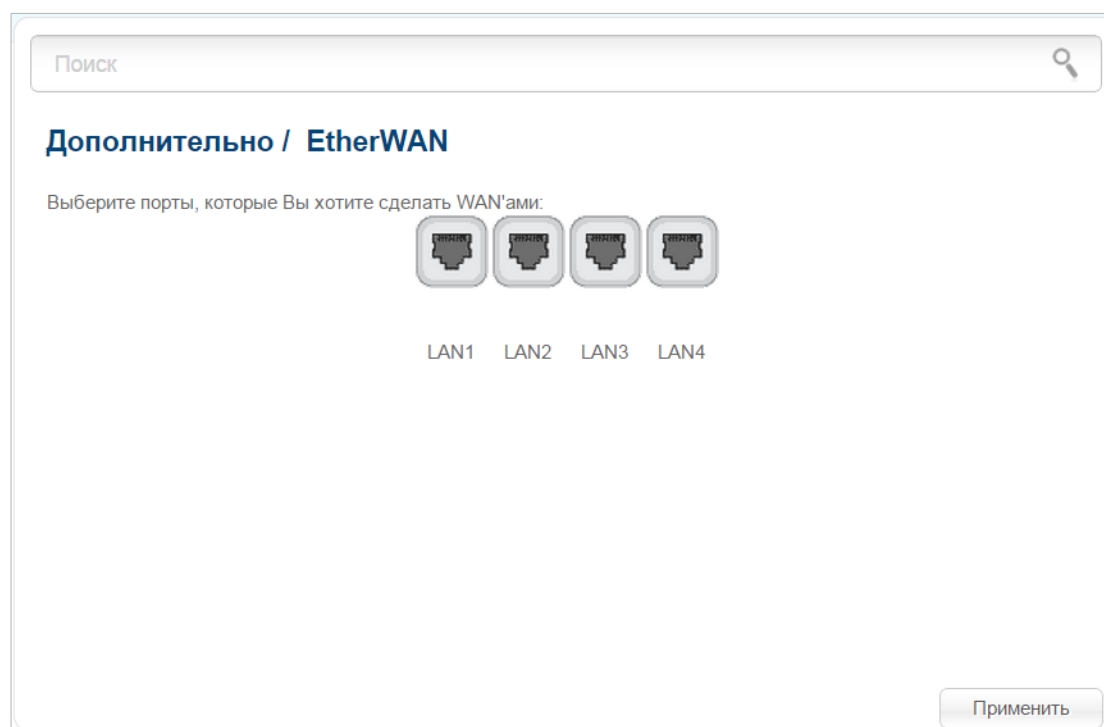 Поиск
Дополнительно / EtherWAN
Выберите порты, которые Вы хотите сделать WAN'ами:
LAN1 LAN2 LAN3 LAN4
Применить